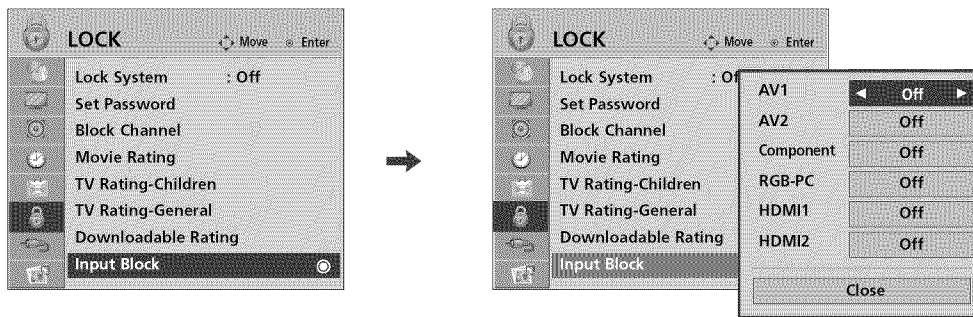 LOCK Move Enter
Lock System : Off
Set Password
Block Channel
Movie Rating
TV Rating-Children
TV Rating-General
Downloadable Rating
Input Block
LOCK Move Enter
Lock System
Set Password
Block Channel
Movie Rating
TV Rating-Children
TV Rating-General
Downloadable Rating
Input Block
AV1 Off
AV2 Off
Component Off
RGB-PC Off
HDMI1 Off
HDMI2 Off
Close